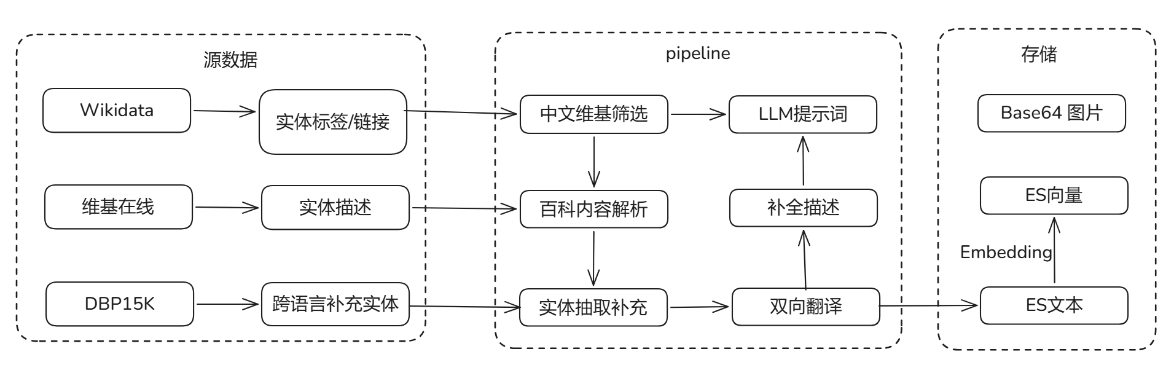 源数据
Wikidata
实体标签/链接
维基在线
实体描述
DBP15K
跨语言补充实体
pipeline
中文维基筛选
LLM提示词
百科内容解析
补全描述
实体抽取补充
双向翻译
存储
Base64 图片
ES向量
Embedding
ES文本